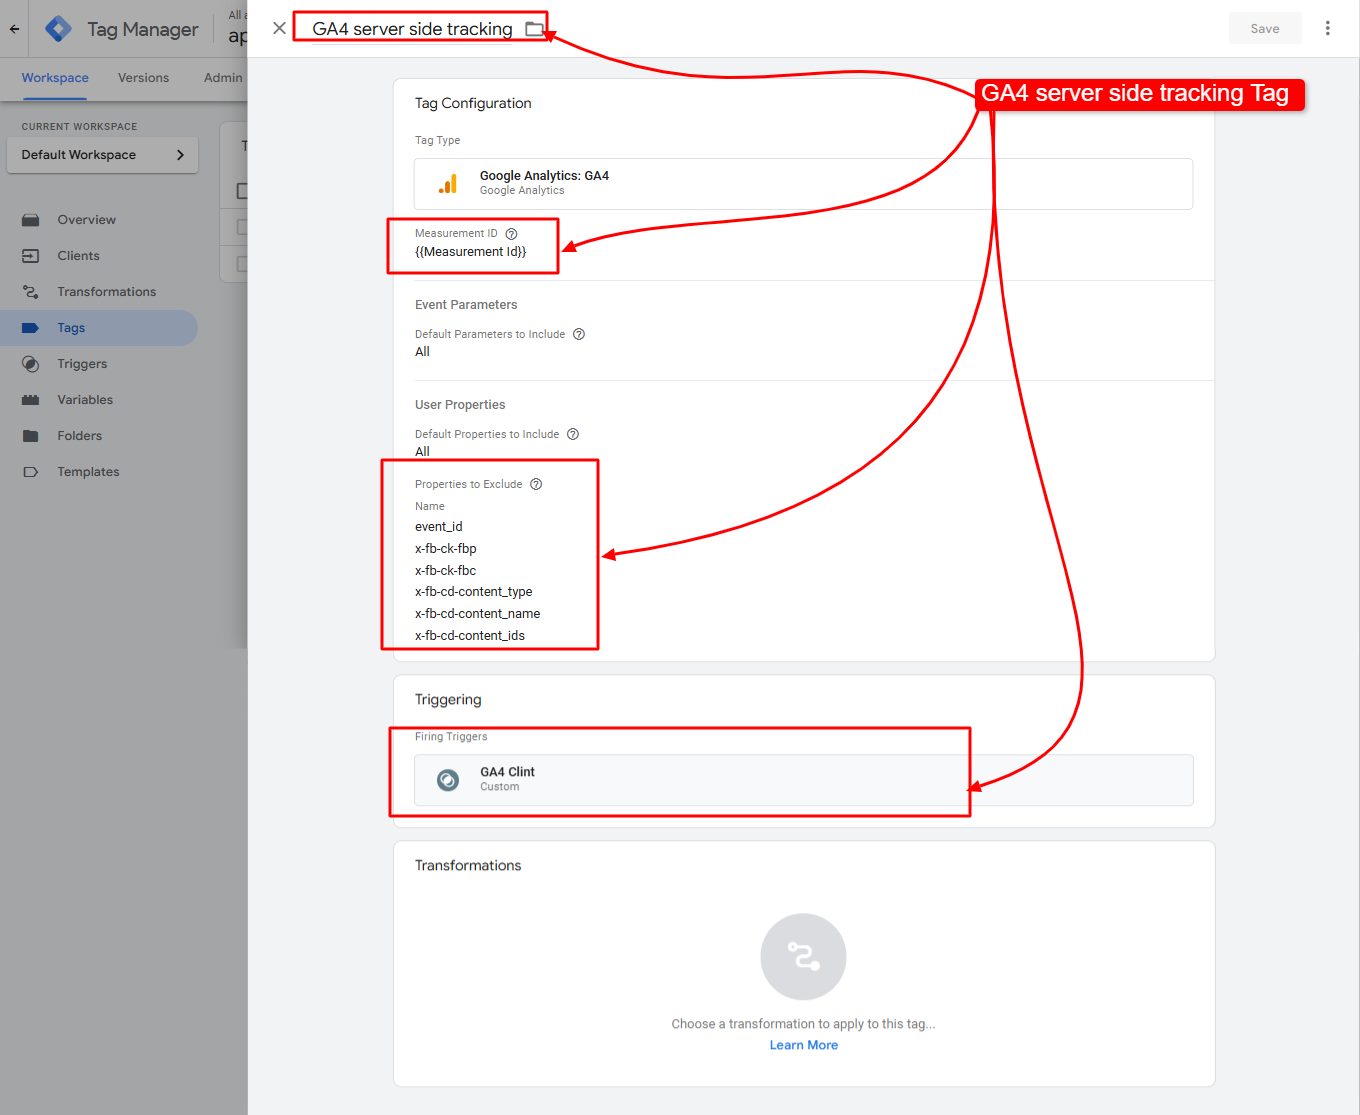 Tag Manager
All a
ap
GA4 server side tracking
Save
Workspace
Versions
Admin
GA4 server side tracking Tag
CURRENT WORKSPACE
Default Workspace
T
Overview
Clients
Transformations
Tags
Triggers
Variables
Folders
Templates
Tag Configuration
Tag Type
Google Analytics: GA4
Google Analytics
Measurement ID
{{Measurement Id}}
Event Parameters
Default Parameters to Include
All
User Properties
Default Properties to Include
All
Properties to Exclude
Name
event_id
x-fb-ck-fbp
x-fb-ck-fbc
x-fb-cd-content_type
x-fb-cd-content_name
x-fb-cd-content_ids
Triggering
Firing Triggers
GA4 Clint
Custom
Transformations
Choose a transformation to apply to this tag...
Learn More